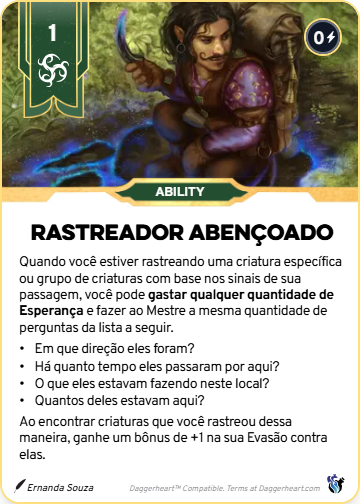 1
0
ABILITY
RASTREADOR ABENÇOADO
Quando você estiver rastreando uma criatura específica
ou grupo de criaturas com base nos sinais de sua
passagem, você pode gastar qualquer quantidade de
Esperança e fazer ao Mestre a mesma quantidade de
perguntas da lista a seguir.
• Em que direção eles foram?
• Há quanto tempo eles passaram por aqui?
• O que eles estavam fazendo neste local?
• Quantos deles estavam aqui?
Ao encontrar criaturas que você rastreou dessa
maneira, ganhe um bônus de +1 na sua Evasão contra
elas.
Ernanda Souza
Daggerheart™ Compatible. Terms at Daggerheart.com